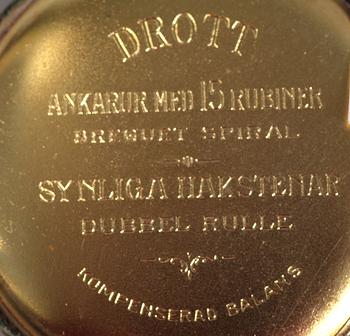 DROTT
ANKARUR MED 15 RUBINER
BREGUET SPIRAL
SYNLIGA HAKSTENAR
DUBBEL RULLE
KOMPENSERAD BALANS